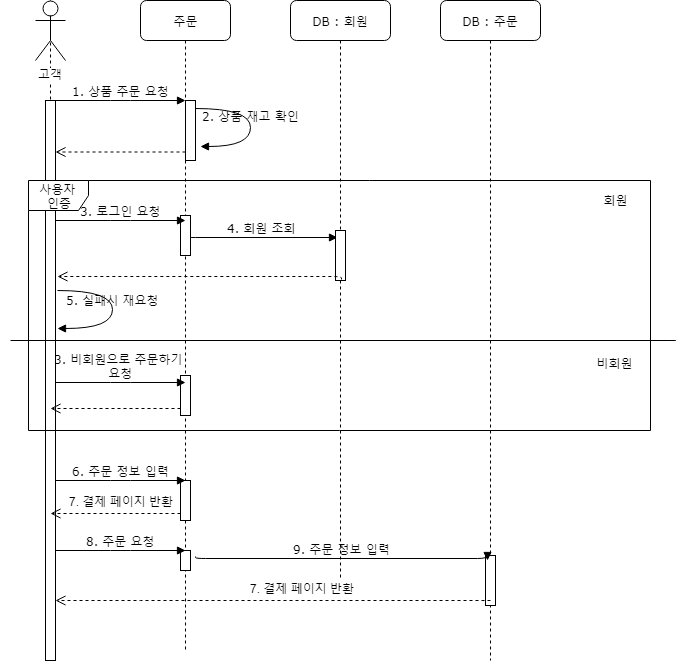 주문
DB : 회원
DB : 주문
고객
1. 상품 주문 요청
2. 상품 재고 확인
사용자
인증
회원
3. 로그인 요청
4. 회원 조회
5. 실패시 재요청
3. 비회원으로 주문하기
요청
비회원
6. 주문 정보 입력
7. 결제 페이지 반환
8. 주문 요청
9. 주문 정보 입력
7. 결제 페이지 반환